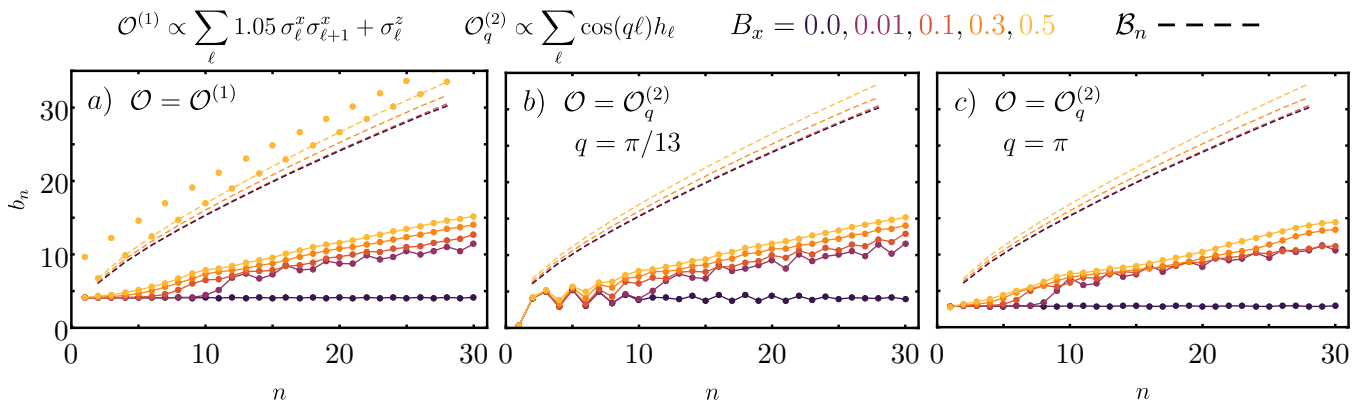 𝒪^(1) ∝ ∑_ℓ 1.05 σ^x_ℓ σ^x_{ℓ+1} + σ^z_ℓ    𝒪^(2)_q ∝ ∑_ℓ cos(qℓ)h_ℓ    B_x = 0.0, 0.01, 0.1, 0.3, 0.5    ℬ_n
a) 𝒪 = 𝒪^(1)
b) 𝒪 = 𝒪^(2)_q
q = π/13
c) 𝒪 = 𝒪^(2)_q
q = π
30
20
10
0
b_n
0 10 20 30
0 10 20 30
0 10 20 30
n
n
n